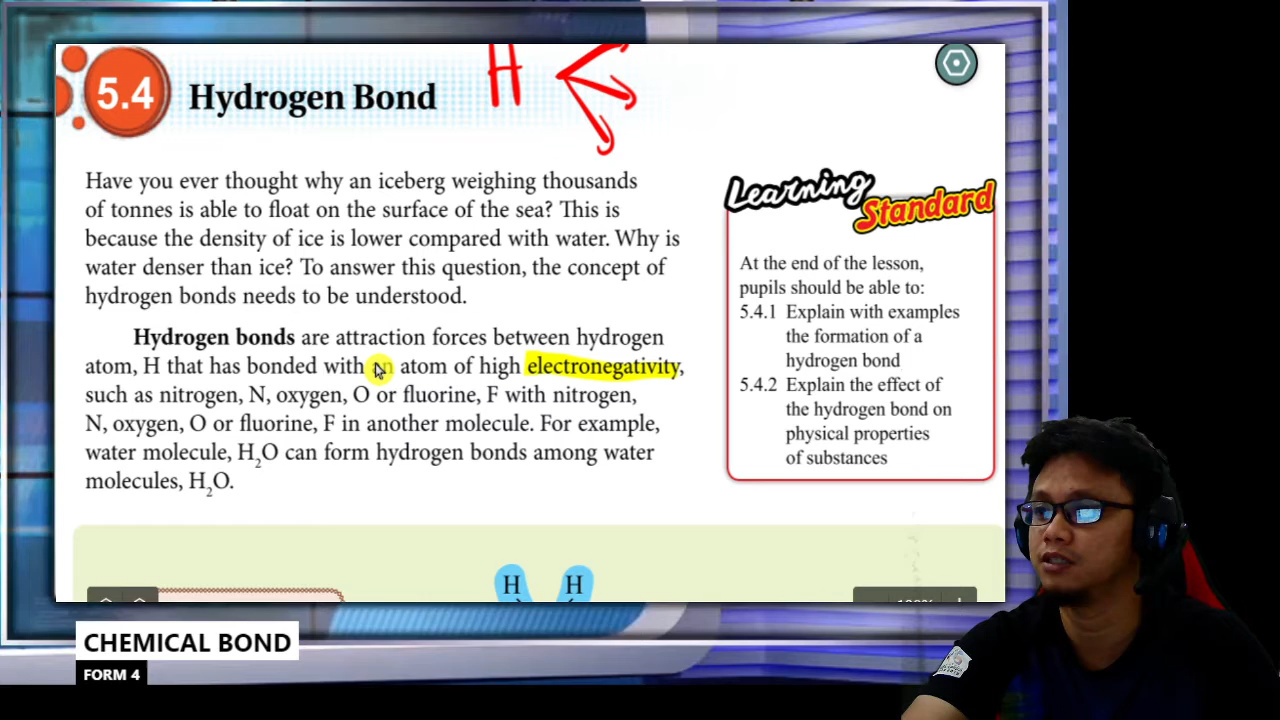 5.4
Hydrogen Bond
H
Have you ever thought why an iceberg weighing thousands
of tonnes is able to float on the surface of the sea? This is
because the density of ice is lower compared with water. Why is
water denser than ice? To answer this question, the concept of
hydrogen bonds needs to be understood.
Hydrogen bonds are attraction forces between hydrogen
atom, H that has bonded with an atom of high electronegativity,
such as nitrogen, N, oxygen, O or fluorine, F with nitrogen,
N, oxygen, O or fluorine, F in another molecule. For example,
water molecule, H₂O can form hydrogen bonds among water
molecules, H₂O.
Learning
Standard
At the end of the lesson,
pupils should be able to:
5.4.1 Explain with examples
the formation of a
hydrogen bond
5.4.2 Explain the effect of
the hydrogen bond on
physical properties
of substances
H H
CHEMICAL BOND
FORM 4